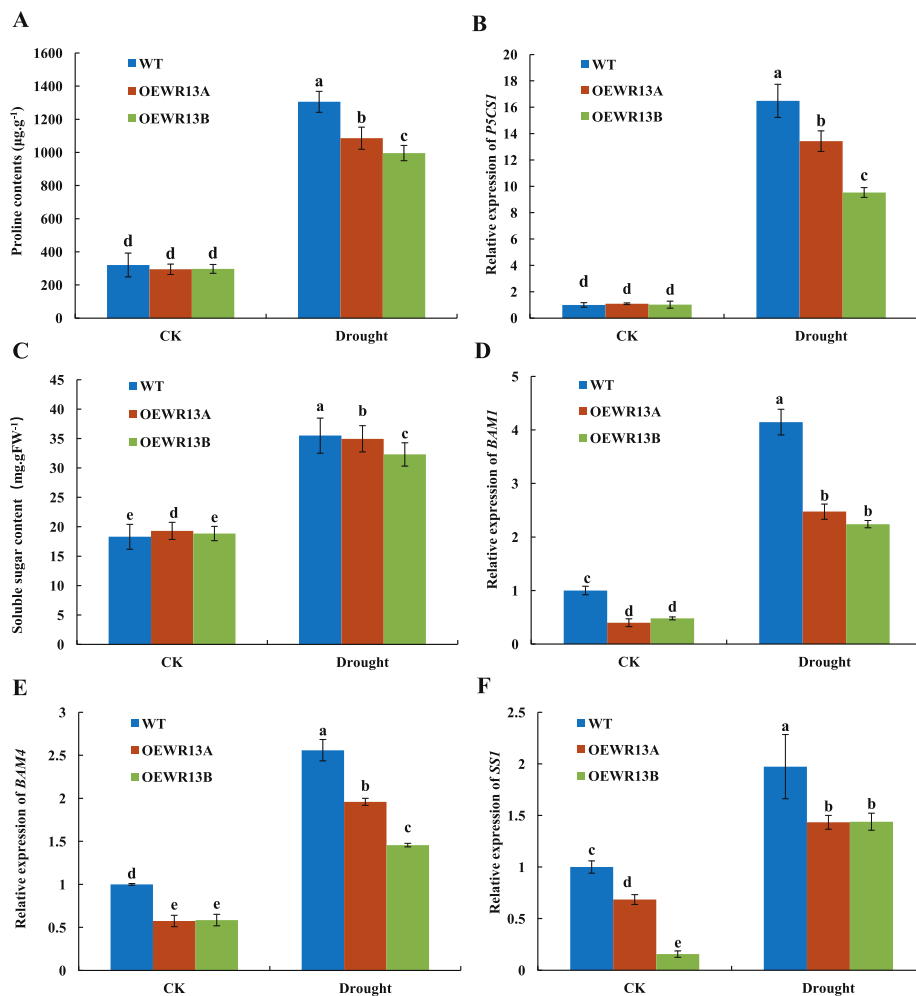 A
Proline contents (μg.g-1)
1600
1400
1200
1000
800
600
400
200
0
WT
OEWR13A
OEWR13B
d d d
a
b
c
CK Drought
B
Relative expression of P5CS1
20
18
16
14
12
10
8
6
4
2
0
WT
OEWR13A
OEWR13B
d d d
a
b
c
CK Drought
C
Soluble sugar content (mg.gFW-1)
45
40
35
30
25
20
15
10
5
0
WT
OEWR13A
OEWR13B
e d e
a b
c
CK Drought
D
Relative expression of BAM1
5
4
3
2
1
0
WT
OEWR13A
OEWR13B
c
d d
a
b b
CK Drought
E
Relative expression of BAM4
3
2.5
2
1.5
1
0.5
0
WT
OEWR13A
OEWR13B
d
e e
a
b
c
CK Drought
F
Relative expression of SS1
2.5
2
1.5
1
0.5
0
WT
OEWR13A
OEWR13B
c
d
e
a
b b
CK Drought